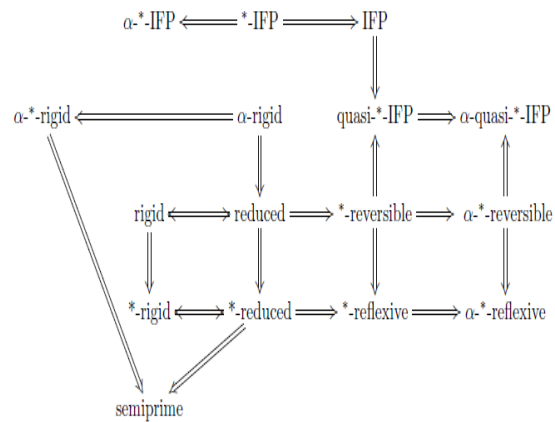 α-*-IFP *-IFP IFP
α-*-rigid α-rigid quasi-*-IFP α-quasi-*-IFP
rigid reduced *-reversible α-*-reversible
*-rigid *-reduced *-reflexive α-*-reflexive
semiprime